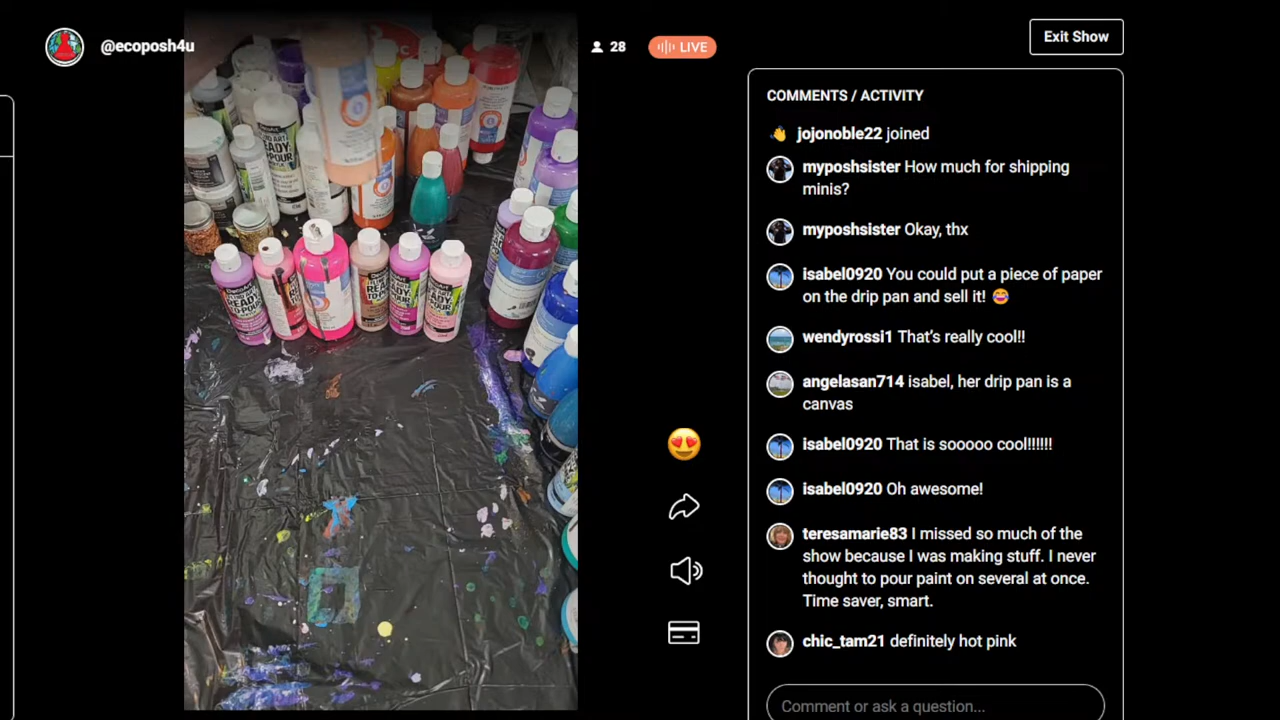 @ecoposh4u
28
LIVE
Exit Show
COMMENTS / ACTIVITY
👋 jojonoble22 joined
myposhsister How much for shipping
minis?
myposhsister Okay, thx
isabel0920 You could put a piece of paper
on the drip pan and sell it! 😂
wendyrossi1 That's really cool!!
angelasan714 isabel, her drip pan is a
canvas
isabel0920 That is sooooo cool!!!!!!
isabel0920 Oh awesome!
teresamarie83 I missed so much of the
show because I was making stuff. I never
thought to pour paint on several at once.
Time saver, smart.
chic_tam21 definitely hot pink
Comment or ask a question...